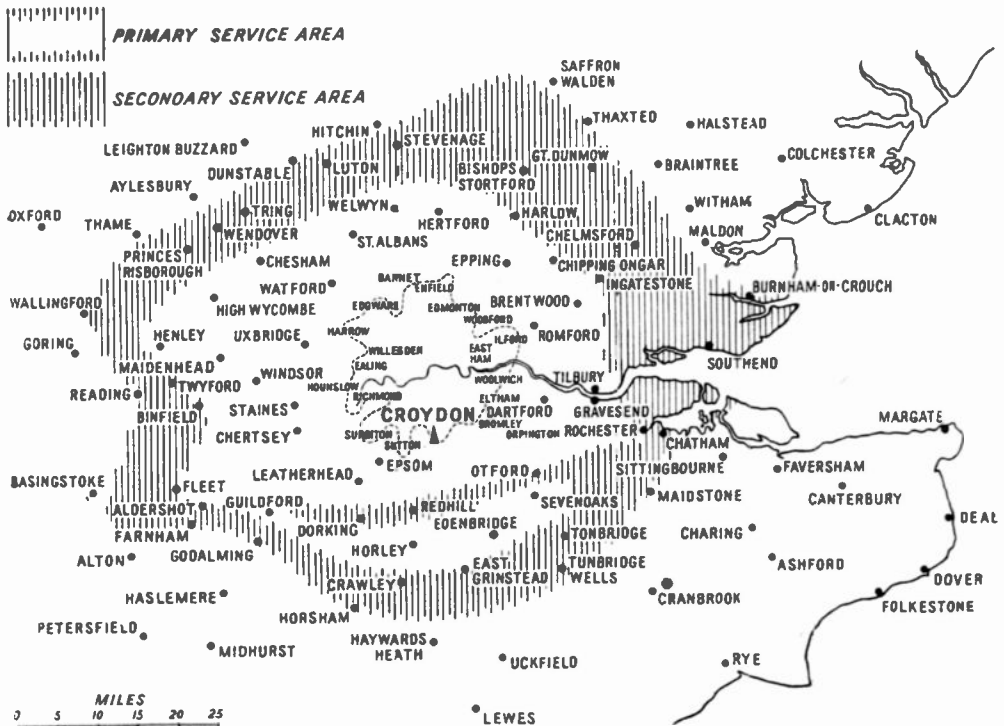 PRIMARY SERVICE AREA
SECONDARY SERVICE AREA
SAFFRON
WALDEN
THAXTED
HALSTEAD
HITCHIN
STEVENAGE
LEIGHTON BUZZARD
COLCHESTER
BRAINTREE
GT. DUNMOW
BISHOPS
STORTFORD
DUNSTABLE
LUTON
AYLESBURY
WELWYN
WITHAM
CLACTON
OXFORD
THAME
TRING
HERTFORD
HARLOW
WENDOVER
ST. ALBANS
CHELMSFORD
MALDON
PRINCES
RISBOROUGH
CHESHAM
EPPING
CHIPPING ONGAR
BARNET
ENFIELD
INGATESTONE
BURNHAM-ON-CROUCH
WATFORD
WALLINGFORD
HIGH WYCOMBE
EDGWARE
EDMONTON
BRENTWOOD
WOODFORD
HARROW
ROMFORD
HENLEY
UXBRIDGE
ILFORD
GORING
WILLESDEN
EAST
HAM
SOUTHEND
MAIDENHEAD
EALING
WOOLWICH
TILBURY
TWYFORD
WINDSOR
HOUNSLOW
READING
RICHMOND
ELTHAM
DARTFORD
GRAVESEND
BINFIELD
STAINES
CROYDON
BROMLEY
MARGATE
CHERTSEY
SURBITON
ORPINGTON
ROCHESTER
SUTTON
CHATHAM
EPSOM
LEATHERHEAD
OTFORD
SITTINGBOURNE
FAVERSHAM
BASINGSTOKE
FLEET
SEVENOAKS
MAIDSTONE
CANTERBURY
ALDERSHOT
GUILDFORD
REDHILL
FARNHAM
DORKING
EDENBRIDGE
DEAL
CHARING
TONBRIDGE
GODALMING
HORLEY
ALTON
ASHFORD
EAST
GRINSTEAD
TUNBRIDGE
WELLS
CRAWLEY
DOVER
HASLEMERE
CRANBROOK
FOLKESTONE
HORSHAM
PETERSFIELD
HAYWARDS
HEATH
MIDHURST
UCKFIELD
RYE
MILES
0 5 10 15 20 25
LEWES